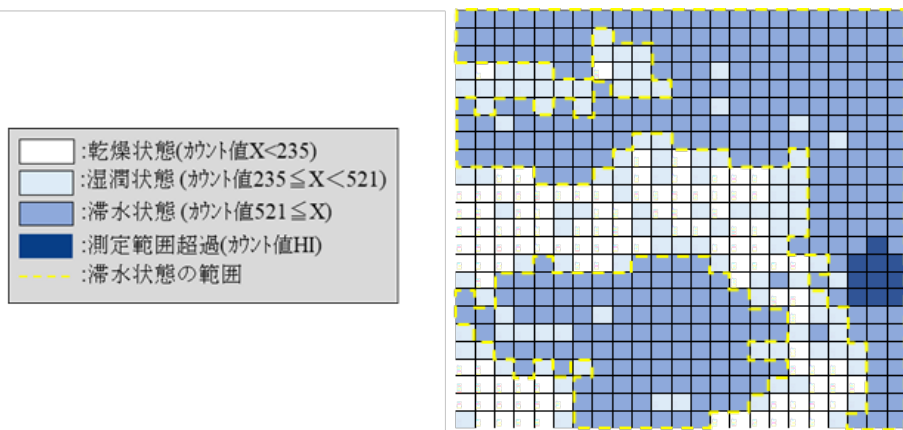 :乾燥状態(ｶｳﾝﾄ値X<235)
:湿潤状態 (ｶｳﾝﾄ値235≦X＜521)
:滞水状態 (ｶｳﾝﾄ値521≦X)
:測定範囲超過(ｶｳﾝﾄ値HI)
:滞水状態の範囲